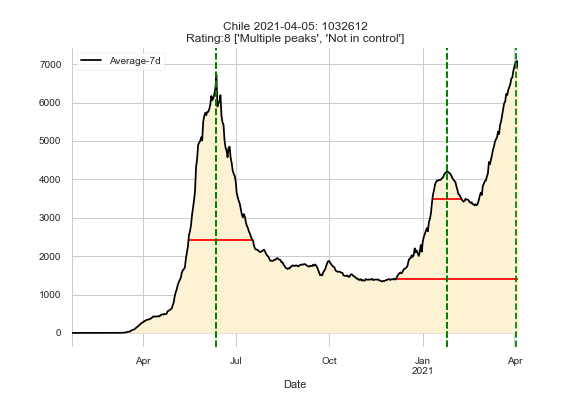 Chile 2021-04-05: 1032612
Rating:8 ['Multiple peaks', 'Not in control']
Average-7d
7000
6000
5000
4000
3000
2000
1000
0
Apr Jul Oct Jan Apr
2021
Date